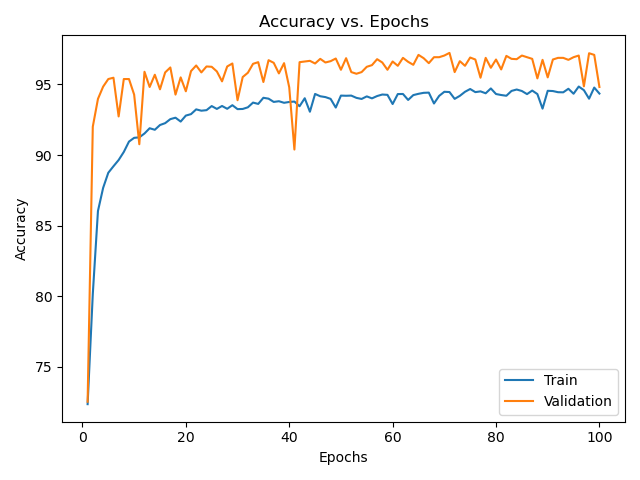 Accuracy vs. Epochs
Accuracy
95
90
85
80
75
0 20 40 60 80 100
Epochs
Train
Validation